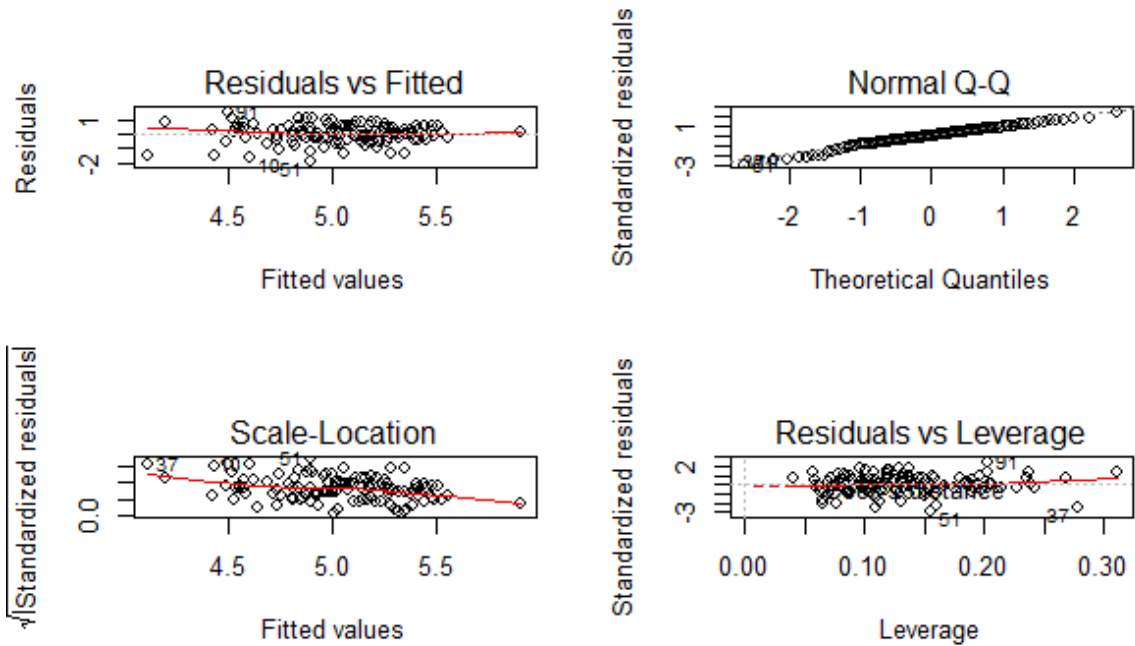 Residuals vs Fitted
Residuals
1
-2
91
10
51
4.5 5.0 5.5
Fitted values
Normal Q-Q
Standardized residuals
1
-3
-2 -1 0 1 2
Theoretical Quantiles
Scale-Location
√|Standardized residuals|
0.0
37
51
4.5 5.0 5.5
Fitted values
Residuals vs Leverage
Standardized residuals
2
-3
91
51
37
0.00 0.10 0.20 0.30
Leverage